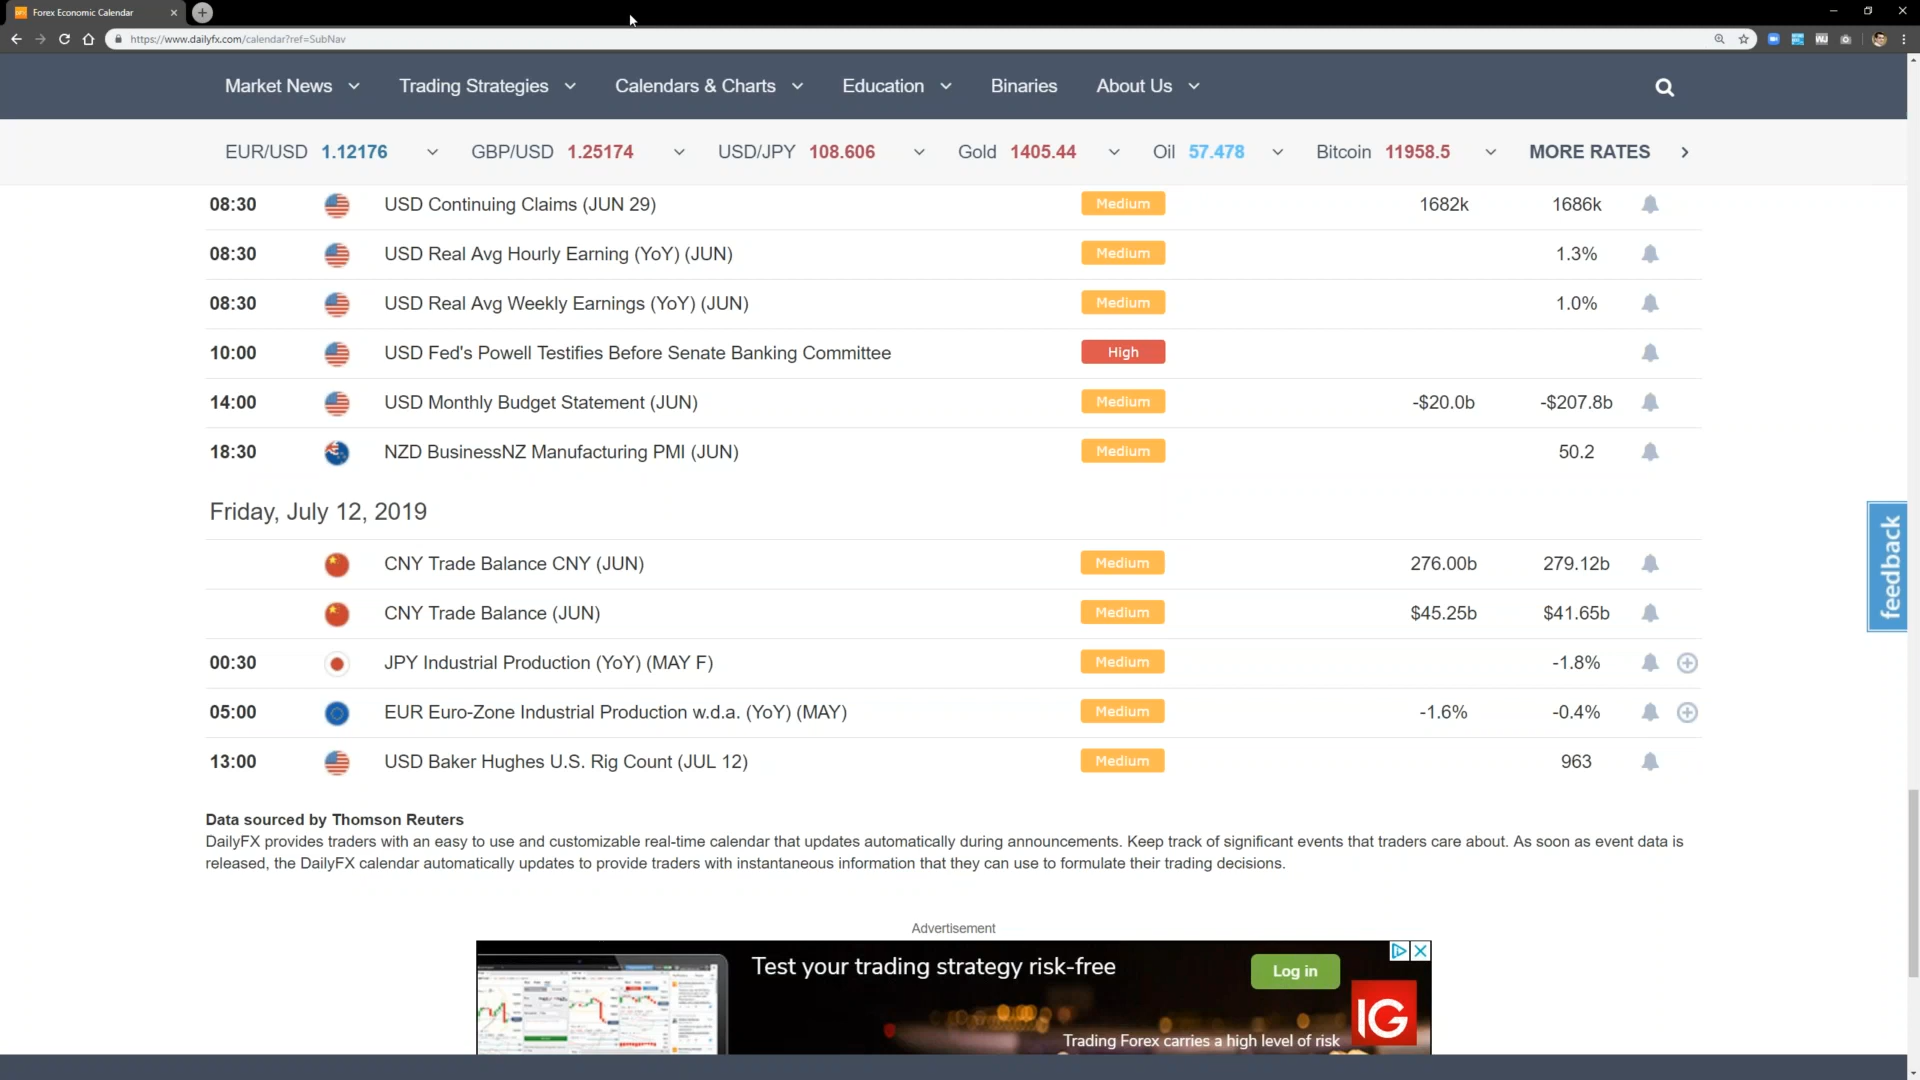 Forex Economic Calendar
https://www.dailyfx.com/calendar?ref=SubNav
Market News Trading Strategies Calendars & Charts Education Binaries About Us
EUR/USD 1.12176 GBP/USD 1.25174 USD/JPY 108.606 Gold 1405.44 Oil 57.478 Bitcoin 11958.5 MORE RATES
08:30 USD Continuing Claims (JUN 29) Medium 1682k 1686k
08:30 USD Real Avg Hourly Earning (YoY) (JUN) Medium 1.3%
08:30 USD Real Avg Weekly Earnings (YoY) (JUN) Medium 1.0%
10:00 USD Fed's Powell Testifies Before Senate Banking Committee High
14:00 USD Monthly Budget Statement (JUN) Medium -$20.0b -$207.8b
18:30 NZD BusinessNZ Manufacturing PMI (JUN) Medium 50.2
Friday, July 12, 2019
CNY Trade Balance CNY (JUN) Medium 276.00b 279.12b
CNY Trade Balance (JUN) Medium $45.25b $41.65b
00:30 JPY Industrial Production (YoY) (MAY F) Medium -1.8%
05:00 EUR Euro-Zone Industrial Production w.d.a. (YoY) (MAY) Medium -1.6% -0.4%
13:00 USD Baker Hughes U.S. Rig Count (JUL 12) Medium 963
feedback
Data sourced by Thomson Reuters
DailyFX provides traders with an easy to use and customizable real-time calendar that updates automatically during announcements. Keep track of significant events that traders care about. As soon as event data is
released, the DailyFX calendar automatically updates to provide traders with instantaneous information that they can use to formulate their trading decisions.
Advertisement
Test your trading strategy risk-free
Log in
IG
Trading Forex carries a high level of risk